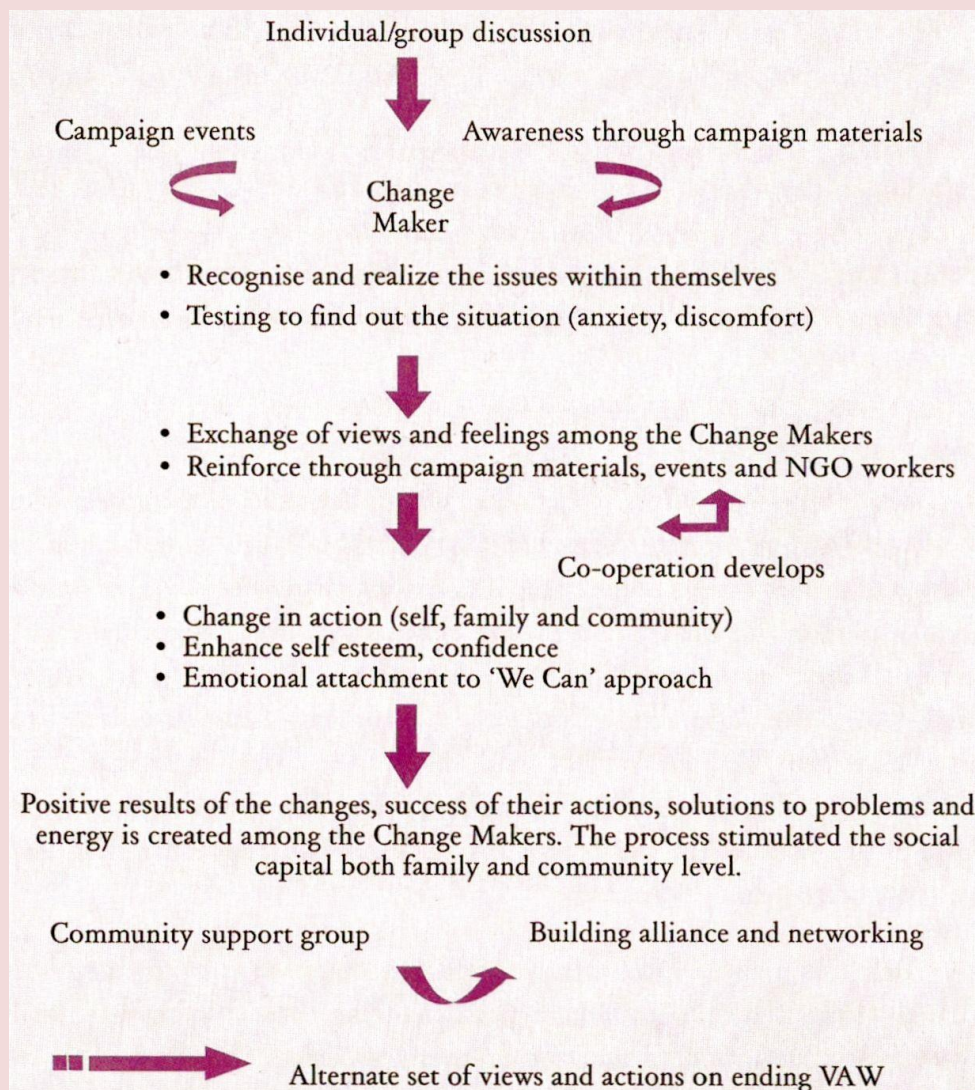 Individual/group discussion
Campaign events
Awareness through campaign materials
Change
Maker
• Recognise and realize the issues within themselves
• Testing to find out the situation (anxiety, discomfort)
• Exchange of views and feelings among the Change Makers
• Reinforce through campaign materials, events and NGO workers
Co-operation develops
• Change in action (self, family and community)
• Enhance self esteem, confidence
• Emotional attachment to ‘We Can’ approach
Positive results of the changes, success of their actions, solutions to problems and
energy is created among the Change Makers. The process stimulated the social
capital both family and community level.
Community support group
Building alliance and networking
Alternate set of views and actions on ending VAW